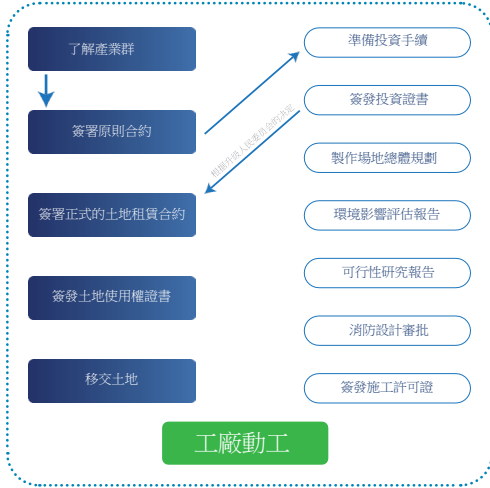 了解產業群
簽署原則合約
簽署正式的土地租賃合約
簽發土地使用權證書
移交土地
準備投資手續
簽發投資證書
製作場地總體規劃
環境影響評估報告
可行性研究報告
消防設計審批
簽發施工許可證
工廠動工